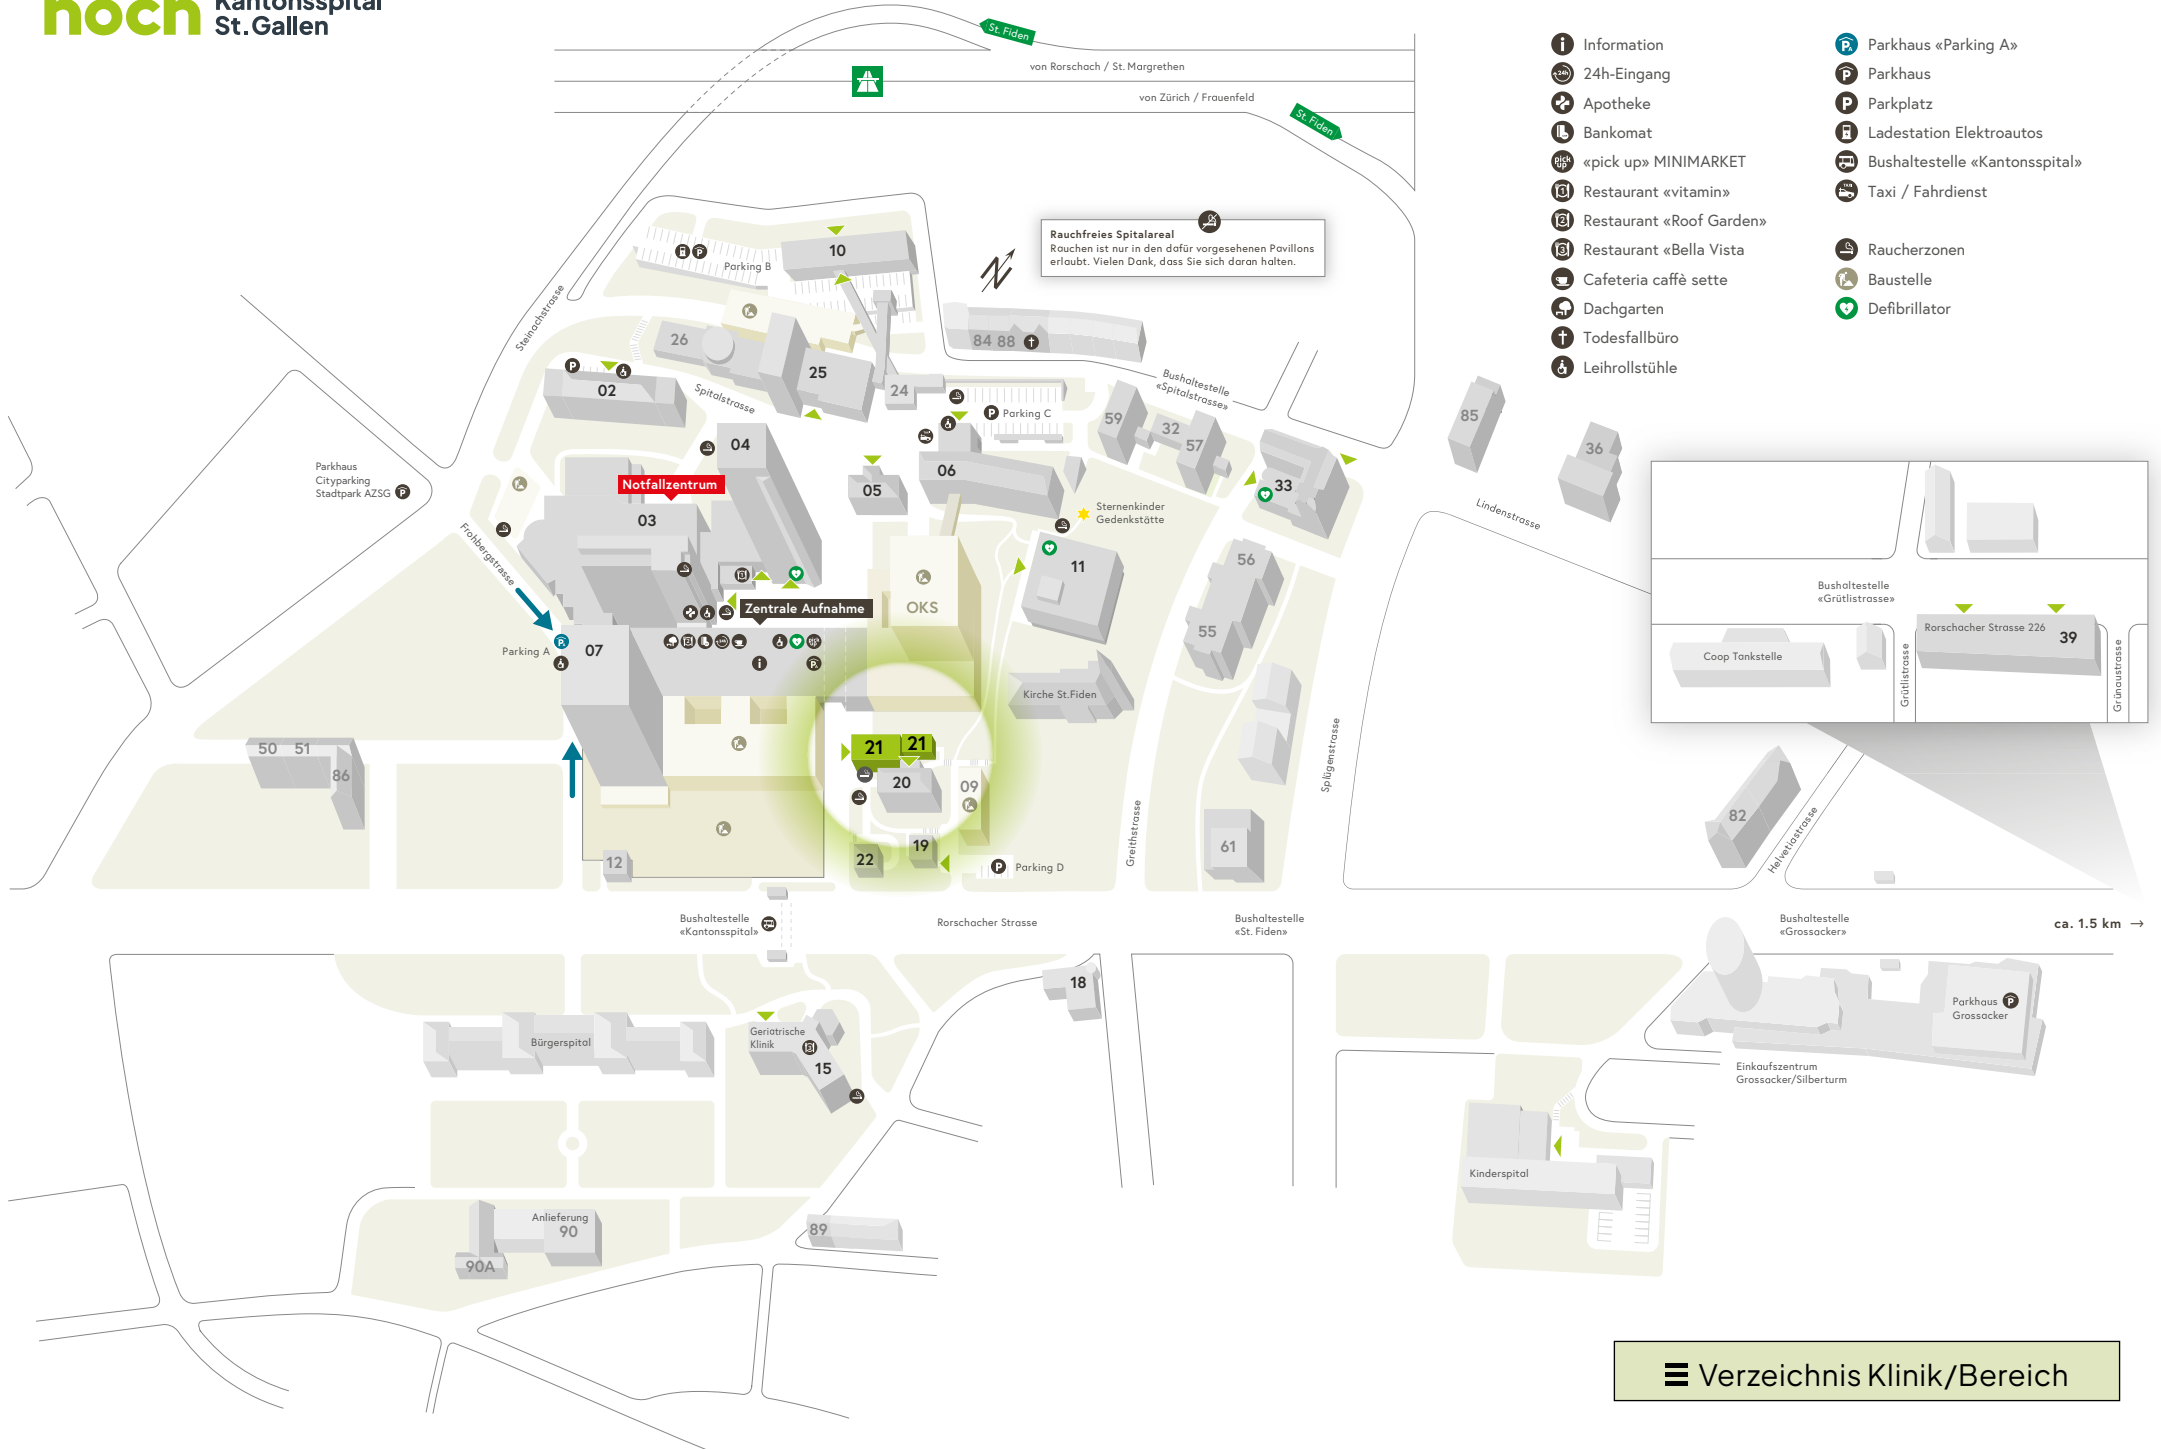 noch Kantonsspital
St.Gallen
St. Fiden
von Rorschach / St. Margrethen
von Zürich / Frauenfeld
St. Fiden
Information
24h-Eingang
Apotheke
Bankomat
«pick up» MINIMARKET
Restaurant «vitamin»
Restaurant «Roof Garden»
Restaurant «Bella Vista
Cafeteria caffè sette
Dachgarten
Todesfallbüro
Leihrollstühle
Parkhaus «Parking A»
Parkhaus
Parkplatz
Ladestation Elektroautos
Bushaltestelle «Kantonsspital»
Taxi / Fahrdienst
Raucherzonen
Baustelle
Defibrillator
Rauchfreies Spitalareal
Rauchen ist nur in den dafür vorgesehenen Pavillons
erlaubt. Vielen Dank, dass Sie sich daran halten.
N
10
Parking B
Steinachstrasse
26
84 88
25
24
02
Spitalstrasse
Bushaltestelle
«Spitalstrasse»
Parking C
59
32
57
85
36
04
06
05
33
Parkhaus
Cityparking
Stadtpark AZSG
Notfallzentrum
03
Sternenkinder
Gedenkstätte
Lindenstrasse
Frohbergstrasse
11
56
OKS
Zentrale Aufnahme
55
Parking A
07
Kirche St.Fiden
Bushaltestelle
«Grütlistrasse»
Rorschacher Strasse 226
39
Coop Tankstelle
Grütlistrasse
Grünaustrasse
50 51
86
21
21
20
09
Splügenstrasse
Greithstrasse
82
Helvetiastrasse
61
12
22
19
Parking D
Bushaltestelle
«Kantonsspital»
Rorschacher Strasse
Bushaltestelle
«St. Fiden»
Bushaltestelle
«Grossacker»
ca. 1.5 km →
18
Parkhaus
Grossacker
Bürgerspital
Geriatrische
Klinik
15
Einkaufszentrum
Grossacker/Silberturm
Kinderspital
Anlieferung
90
90A
89
Verzeichnis Klinik/Bereich